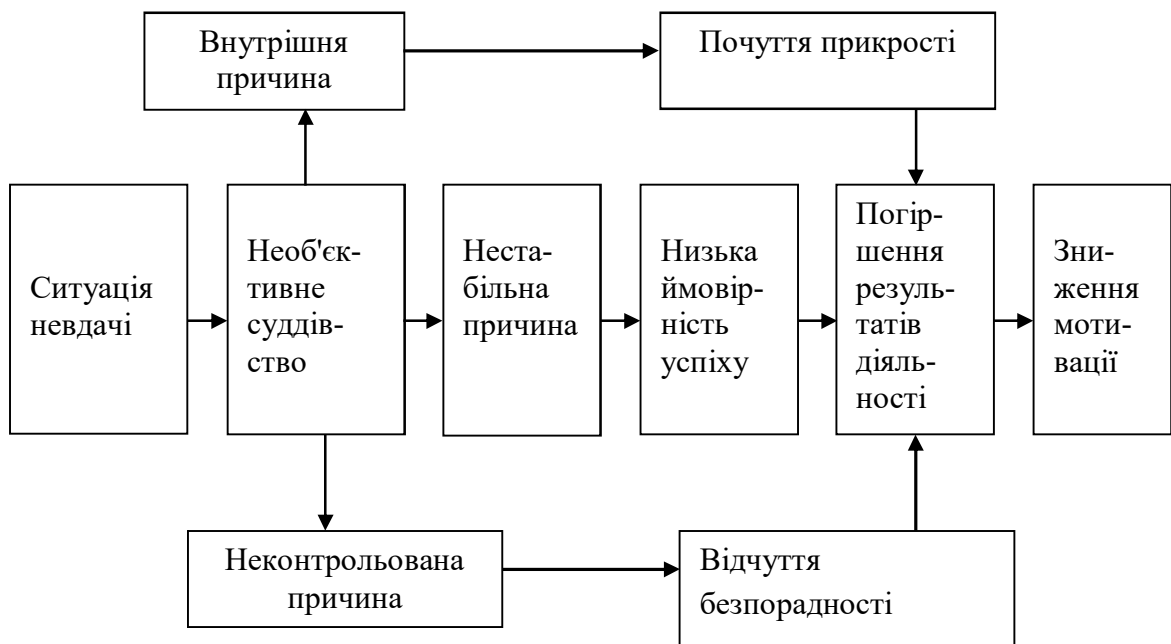 Внутрішня
причина
Почуття прикрості
Ситуація
невдачі
Необ'єк-
тивне
суддів-
ство
Неста-
більна
причина
Низька
ймовір-
ність
успіху
Погір-
шення
резуль-
татів
діяль-
ності
Зни-
ження
моти-
вації
Неконтрольована
причина
Відчуття
безпорадності